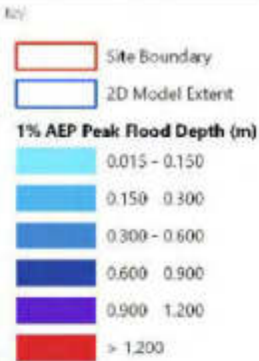 Key
Site Boundary
2D Model Extent
1% AEP Peak Flood Depth (m)
0.015 - 0.150
0.150 0.300
0.300 - 0.600
0.600 0.900
0.900 1.200
> 1.200